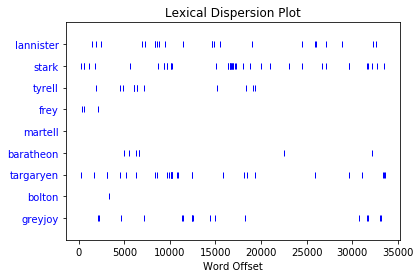 Lexical Dispersion Plot
lannister
stark
tyrell
frey
martell
baratheon
targaryen
bolton
greyjoy
0 5000 10000 15000 20000 25000 30000 35000
Word Offset